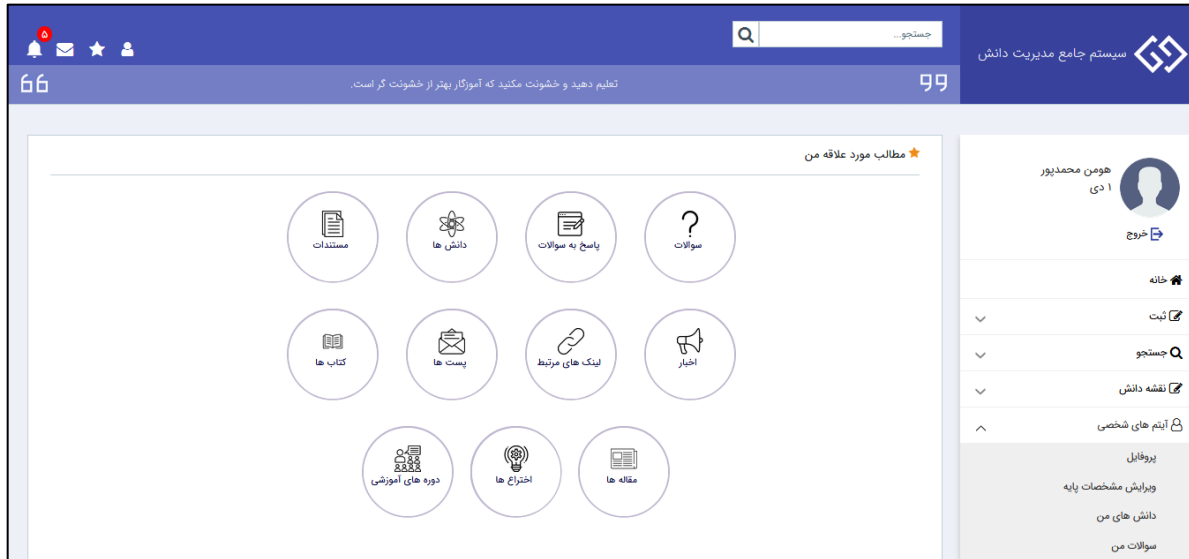 سیستم جامع مدیریت دانش
جستجو...
۵
تعلیم دهید و خشونت مکنید که آموزگار بهتر از خشونت گر است.
هومن محمدپور
۱ دی
خروج
خانه
ثبت
جستجو
نقشه دانش
آیتم های شخصی
پروفایل
ویرایش مشخصات پایه
دانش های من
سوالات من
مطالب مورد علاقه من
سوالات
پاسخ به سوالات
دانش ها
مستندات
اخبار
لینک های مرتبط
پست ها
کتاب ها
مقاله ها
اختراع ها
دوره های آموزشی